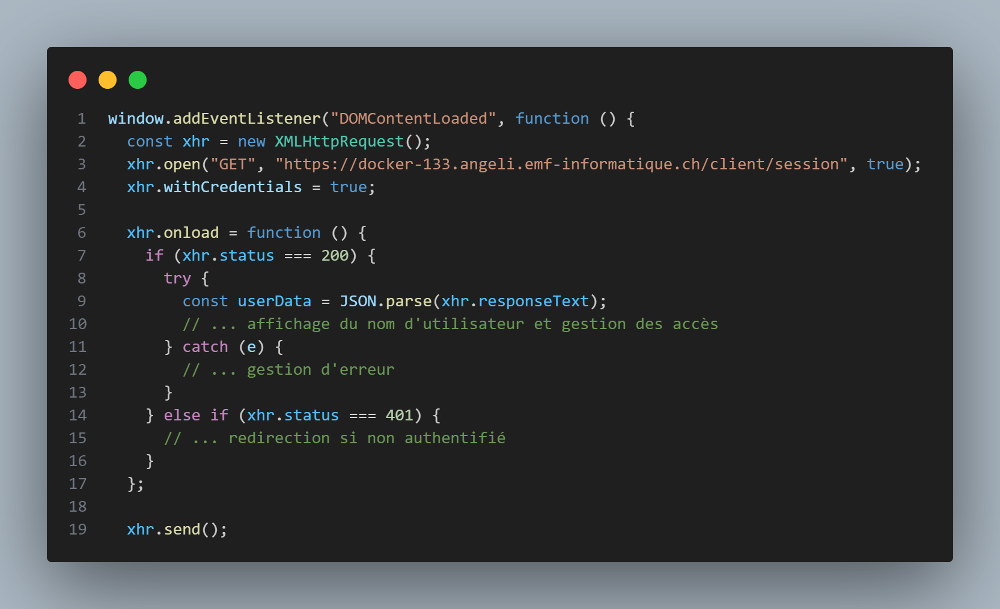 1 window.addEventListener("DOMContentLoaded", function () {
2   const xhr = new XMLHttpRequest();
3   xhr.open("GET", "https://docker-133.angeli.emf-informatique.ch/client/session", true);
4   xhr.withCredentials = true;
5
6   xhr.onload = function () {
7     if (xhr.status === 200) {
8       try {
9         const userData = JSON.parse(xhr.responseText);
10         // ... affichage du nom d'utilisateur et gestion des accès
11       } catch (e) {
12         // ... gestion d'erreur
13       }
14     } else if (xhr.status === 401) {
15       // ... redirection si non authentifié
16     }
17   };
18
19   xhr.send();